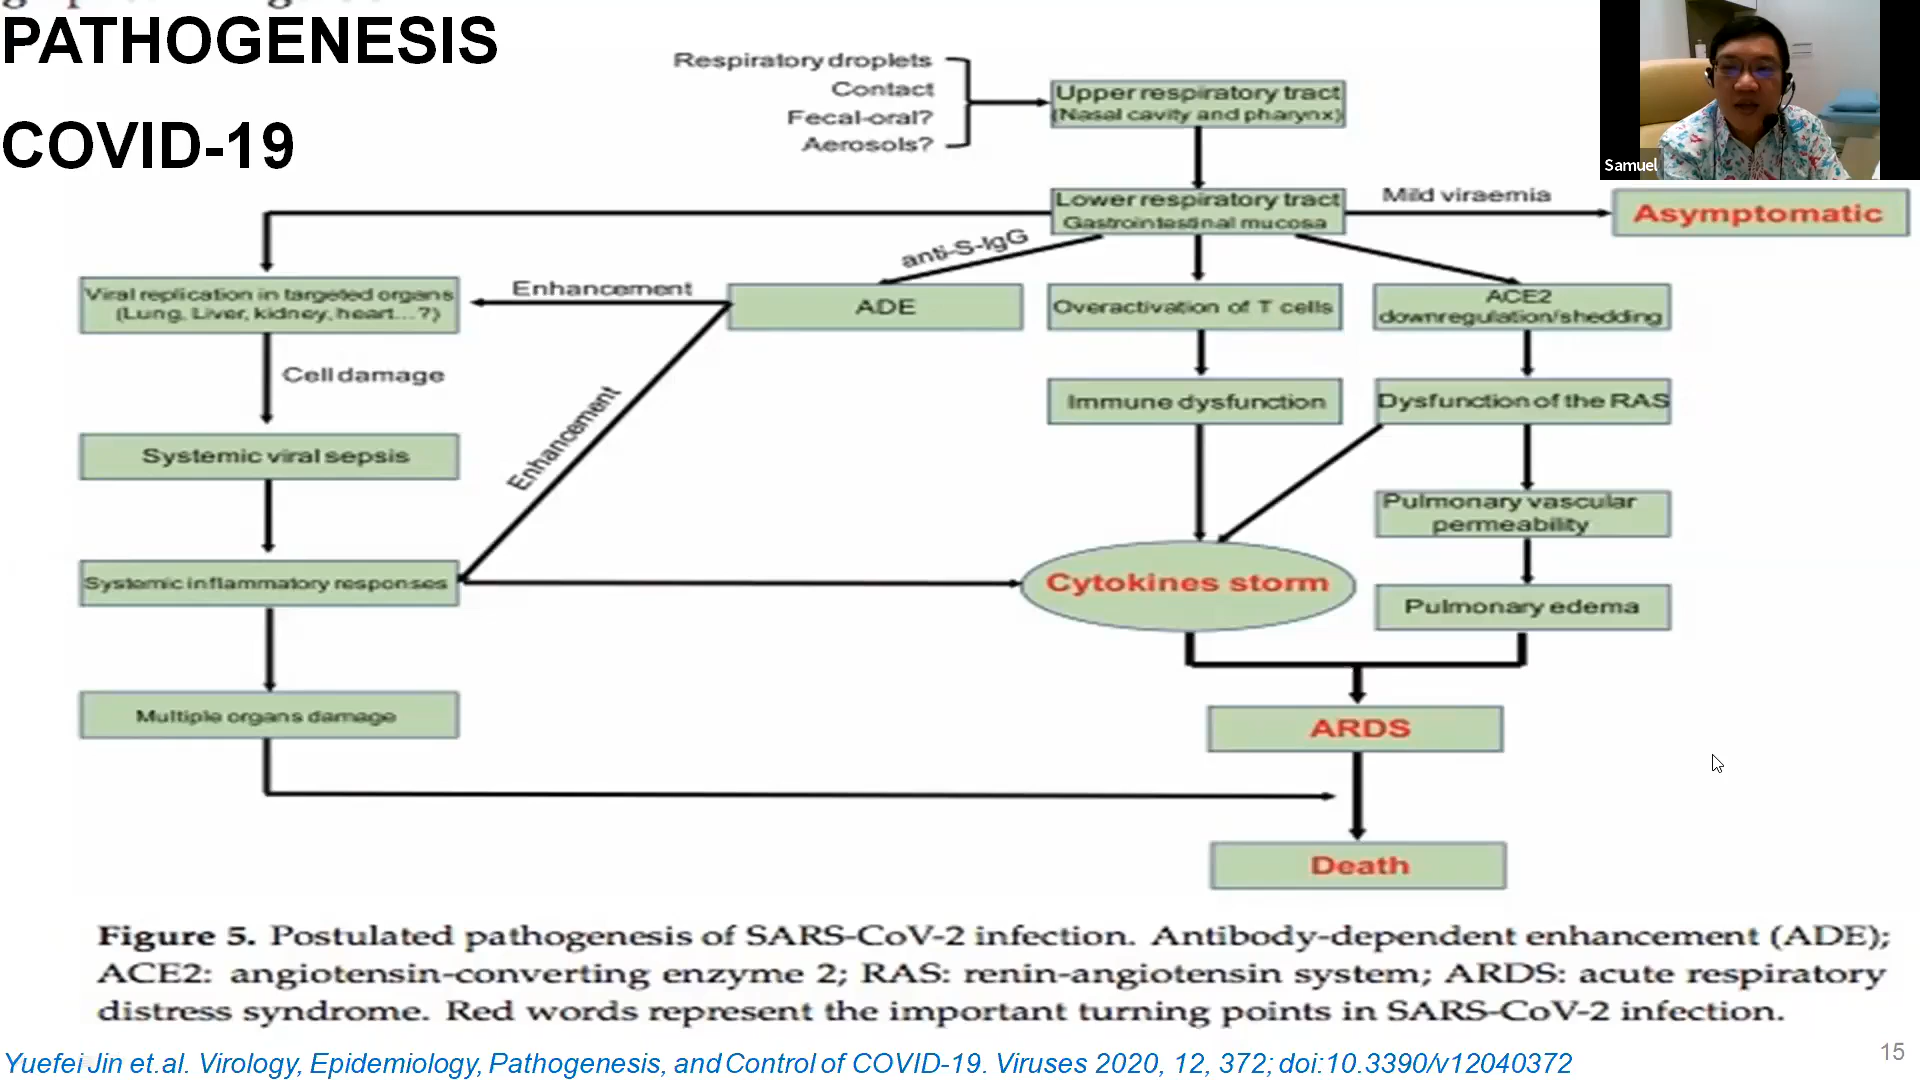 PATHOGENESIS
COVID-19
Respiratory droplets
Contact
Fecal-oral?
Aerosols?
Upper respiratory tract
(Nasal cavity and pharynx)
Samuel
Lower respiratory tract
Gastrointestinal mucosa
Mild viraemia
Asymptomatic
anti-S-IgG
Viral replication in targeted organs
(Lung, Liver, kidney, heart...?)
Enhancement
ADE
Overactivation of T cells
ACE2
downregulation/shedding
Cell damage
Enhancement
Immune dysfunction
Dysfunction of the RAS
Systemic viral sepsis
Pulmonary vascular
permeability
Systemic inflammatory responses
Cytokines storm
Pulmonary edema
Multiple organs damage
ARDS
Death
Figure 5. Postulated pathogenesis of SARS-CoV-2 infection. Antibody-dependent enhancement (ADE);
ACE2: angiotensin-converting enzyme 2; RAS: renin-angiotensin system; ARDS: acute respiratory
distress syndrome. Red words represent the important turning points in SARS-CoV-2 infection.
Yuefei Jin et.al. Virology, Epidemiology, Pathogenesis, and Control of COVID-19. Viruses 2020, 12, 372; doi:10.3390/v12040372
15